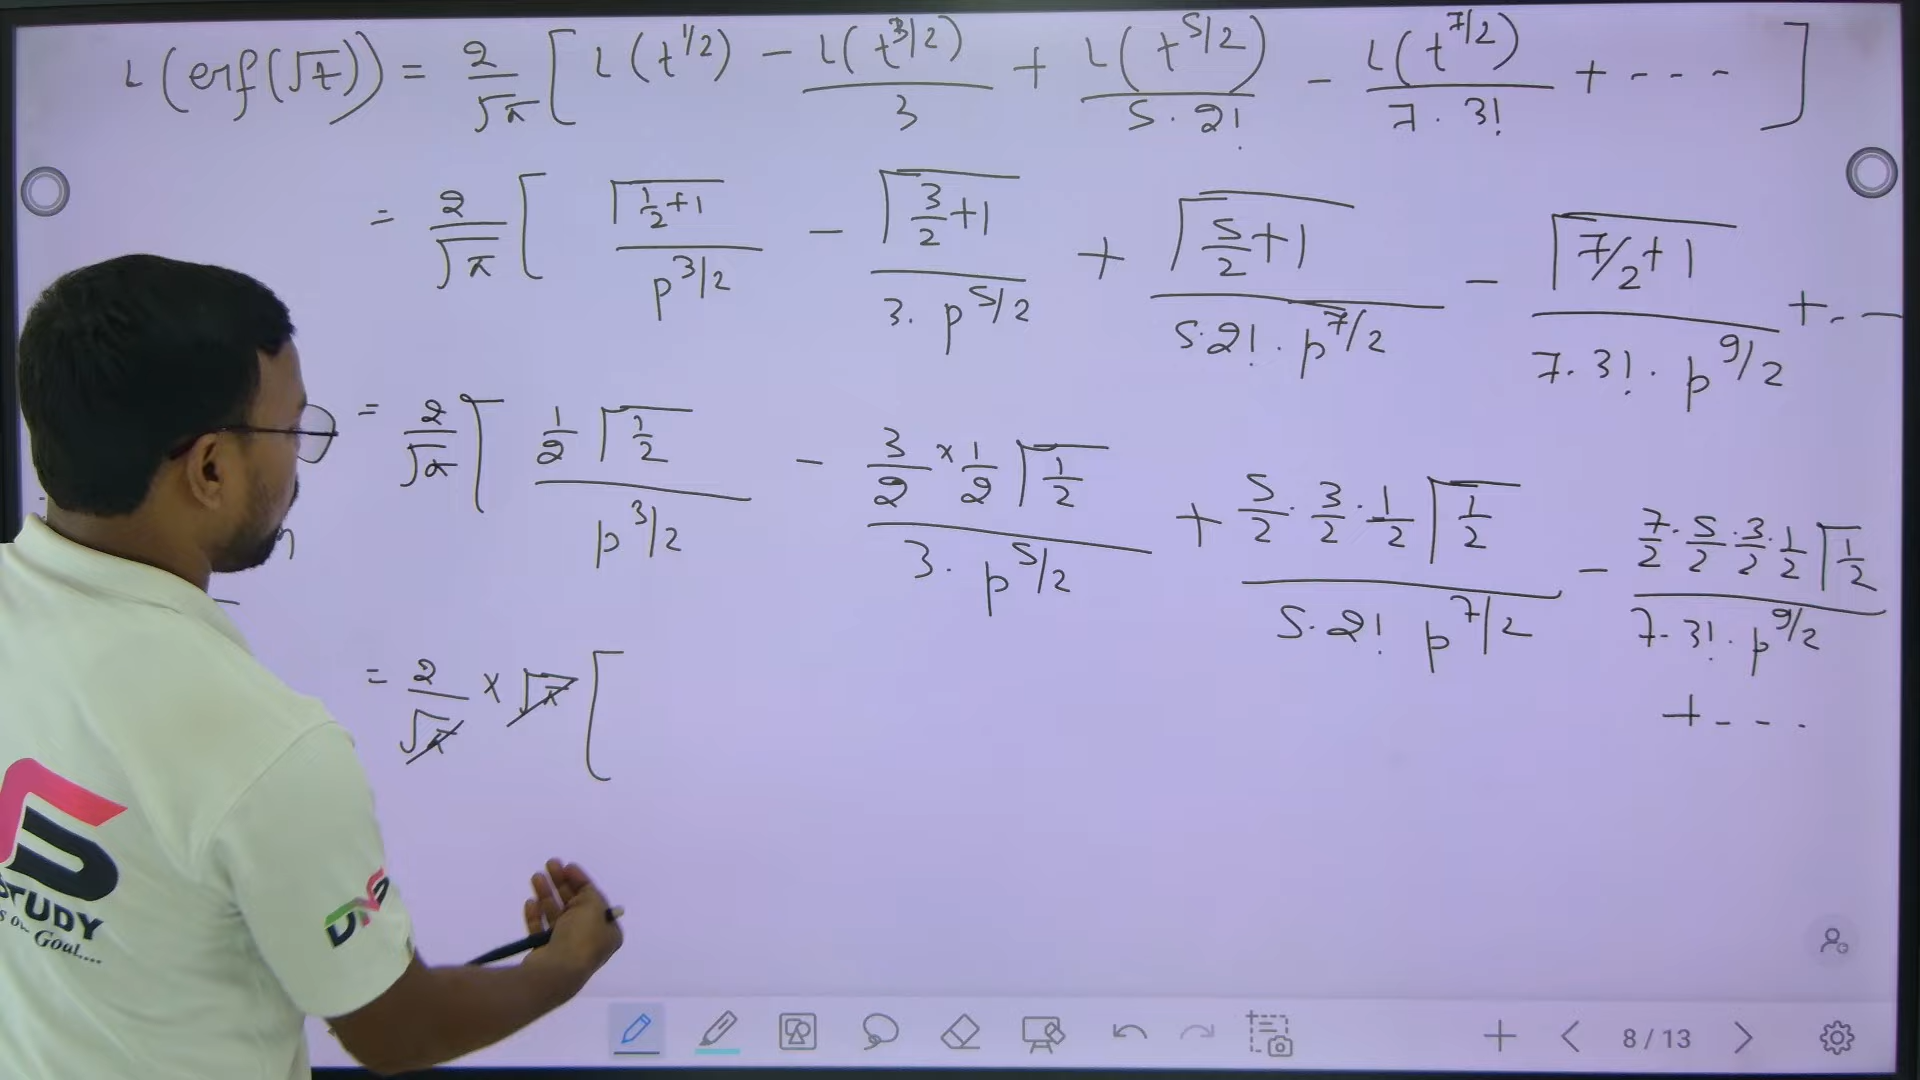 L(erf(√t)) = 2/√π [ L(t^1/2) − L(t^3/2)/3 + L(t^5/2)/5·2! − L(t^7/2)/7·3! + - - - ]
= 2/√π [ Γ(1/2+1)/p^3/2 − Γ(3/2+1)/3·p^5/2 + Γ(5/2+1)/5·2!·p^7/2 − Γ(7/2+1)/7·3!·p^9/2 + - -
= 2/√π [ 1/2 Γ(1/2)/p^3/2 − 3/2 × 1/2 Γ(1/2)/3·p^5/2 + 5/2·3/2·1/2 Γ(1/2)/5·2! p^7/2 − 7/2·5/2·3/2·1/2 Γ(1/2)/7·3!·p^9/2
+ - - -
= 2/√π × √π [
STUDY
Goal....
DNS
8/13